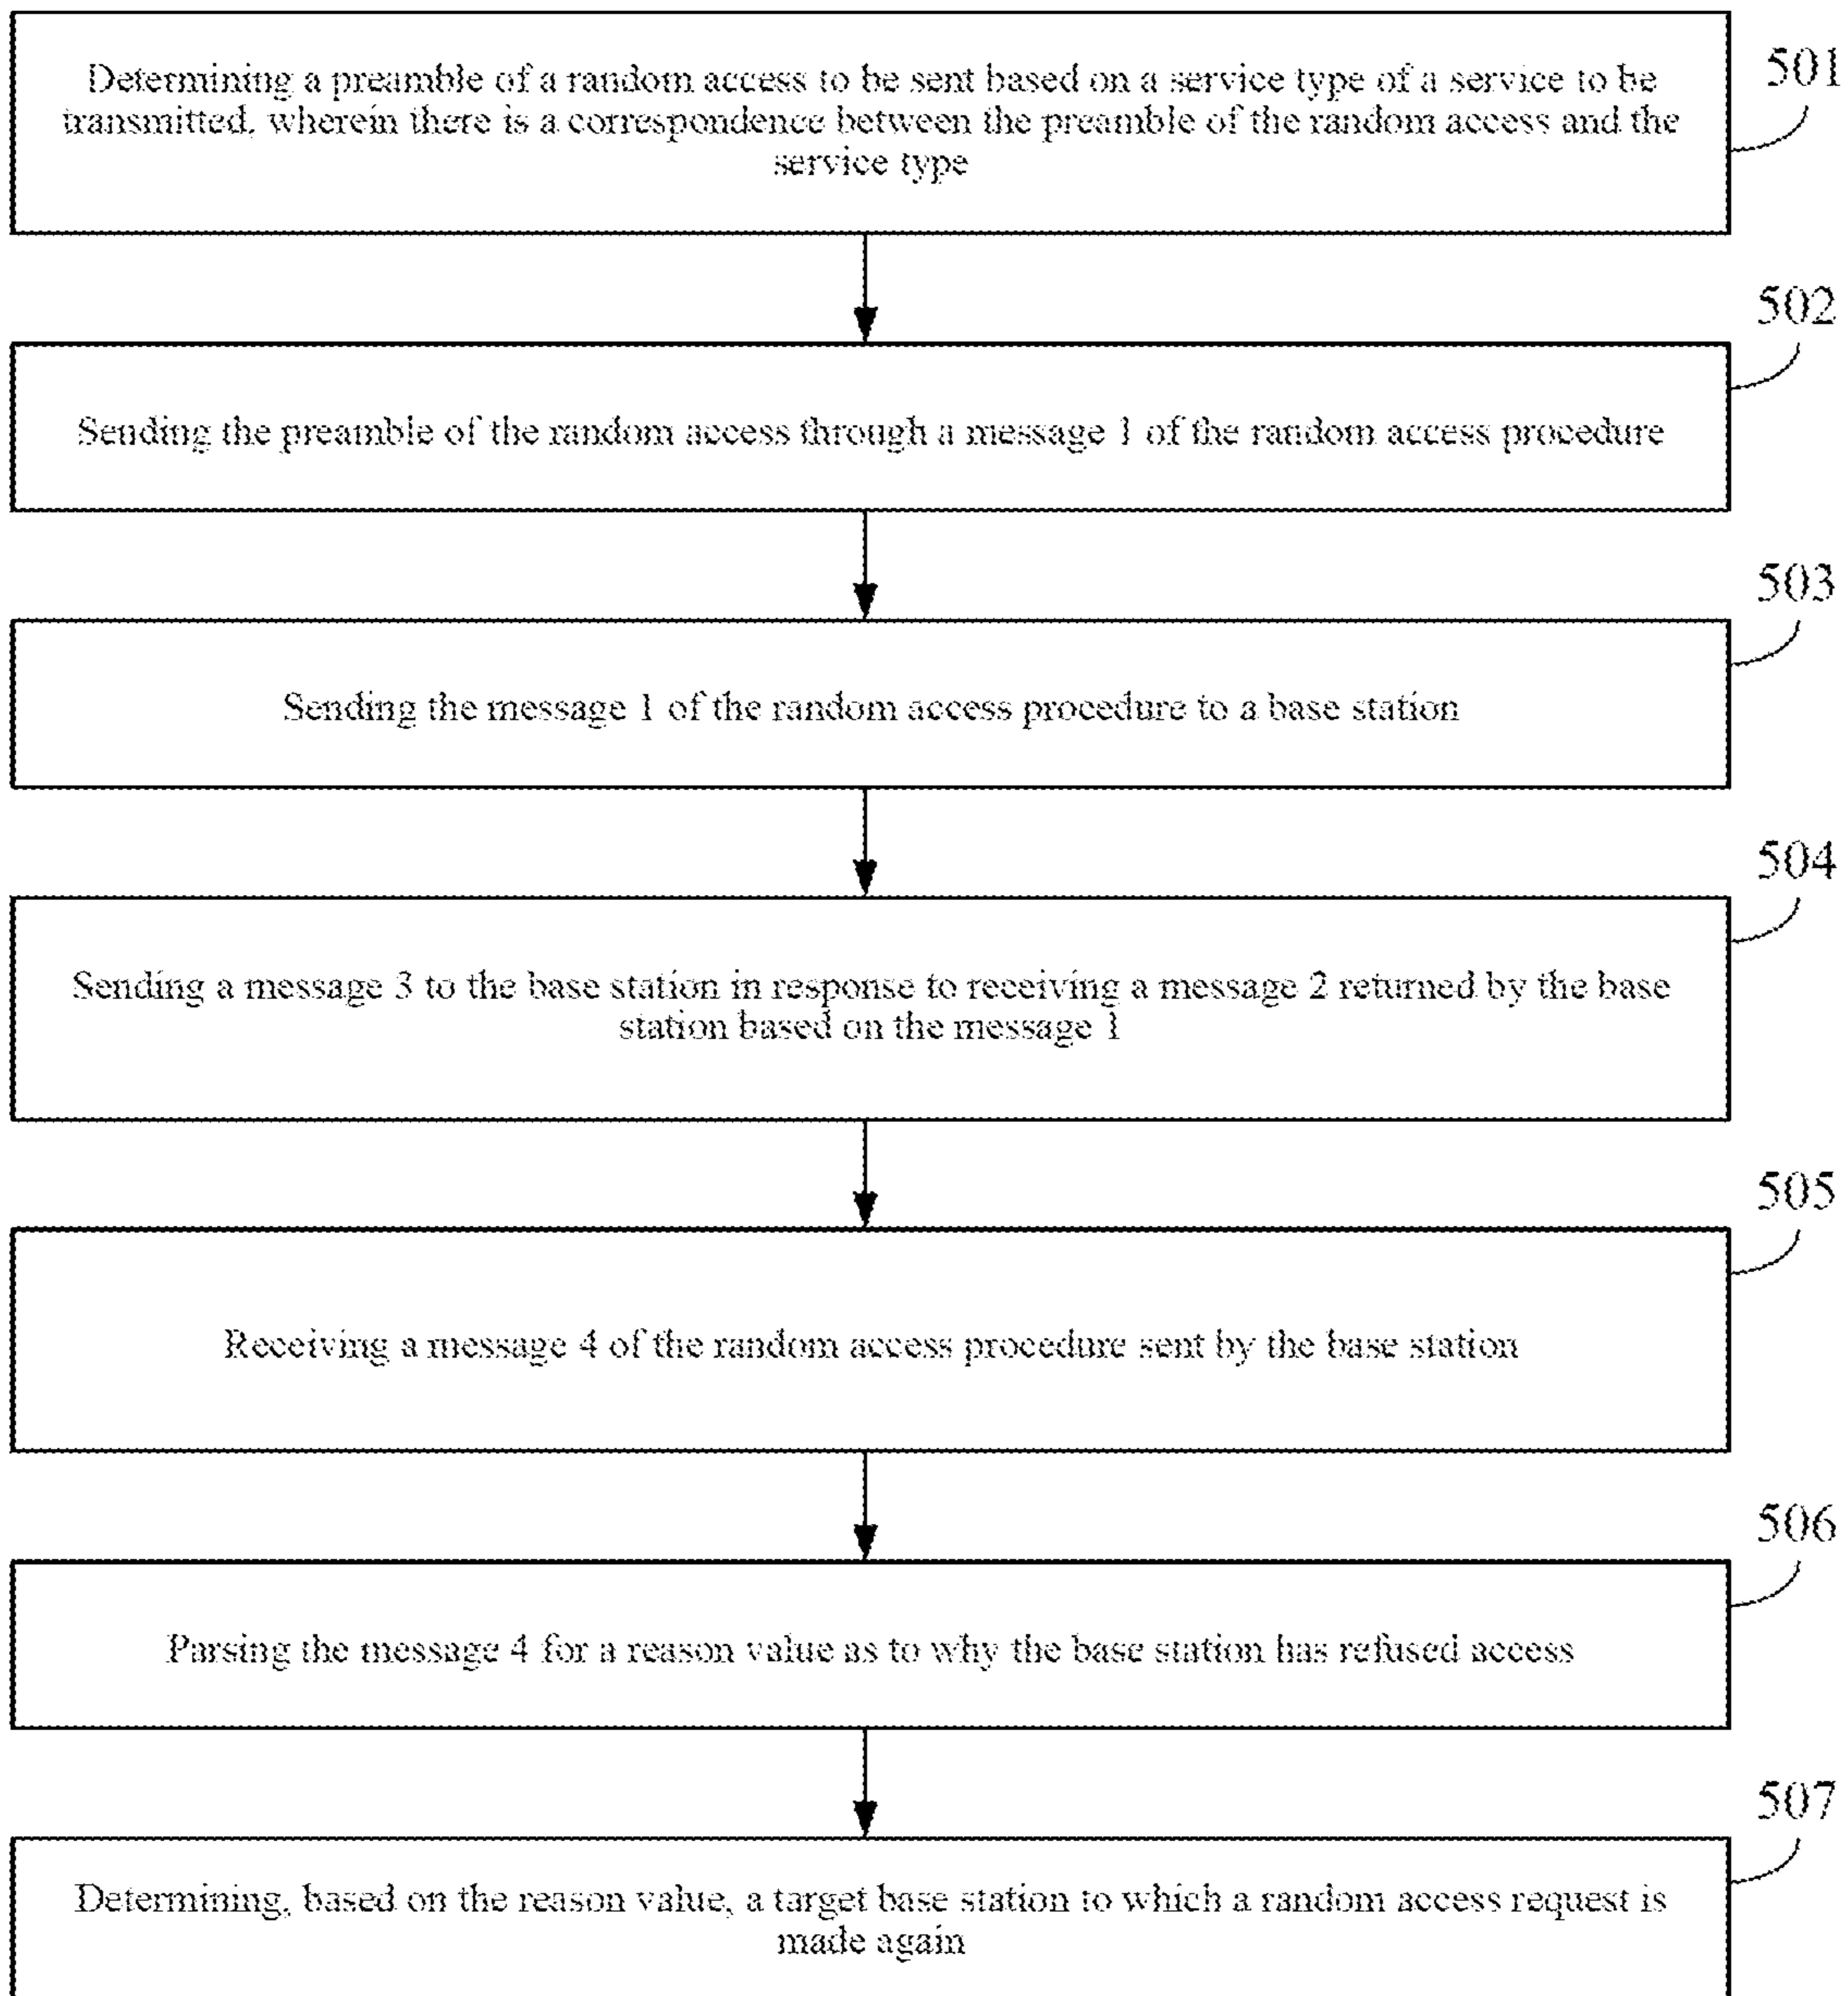 Determining a preamble of a random access to be sent based on a service type of a service to be
transmitted, wherein there is a correspondence between the preamble of the random access and the
service type
501
502
Sending the preamble of the random access through a message 1 of the random access procedure
503
Sending the message 1 of the random access procedure to a base station
504
Sending a message 3 to the base station in response to receiving a message 2 returned by the base
station based on the message 1
505
Receiving a message 4 of the random access procedure sent by the base station
506
Parsing the message 4 for a reason value as to why the base station has refused access
507
Determining, based on the reason value, a target base station to which a random access request is
made again